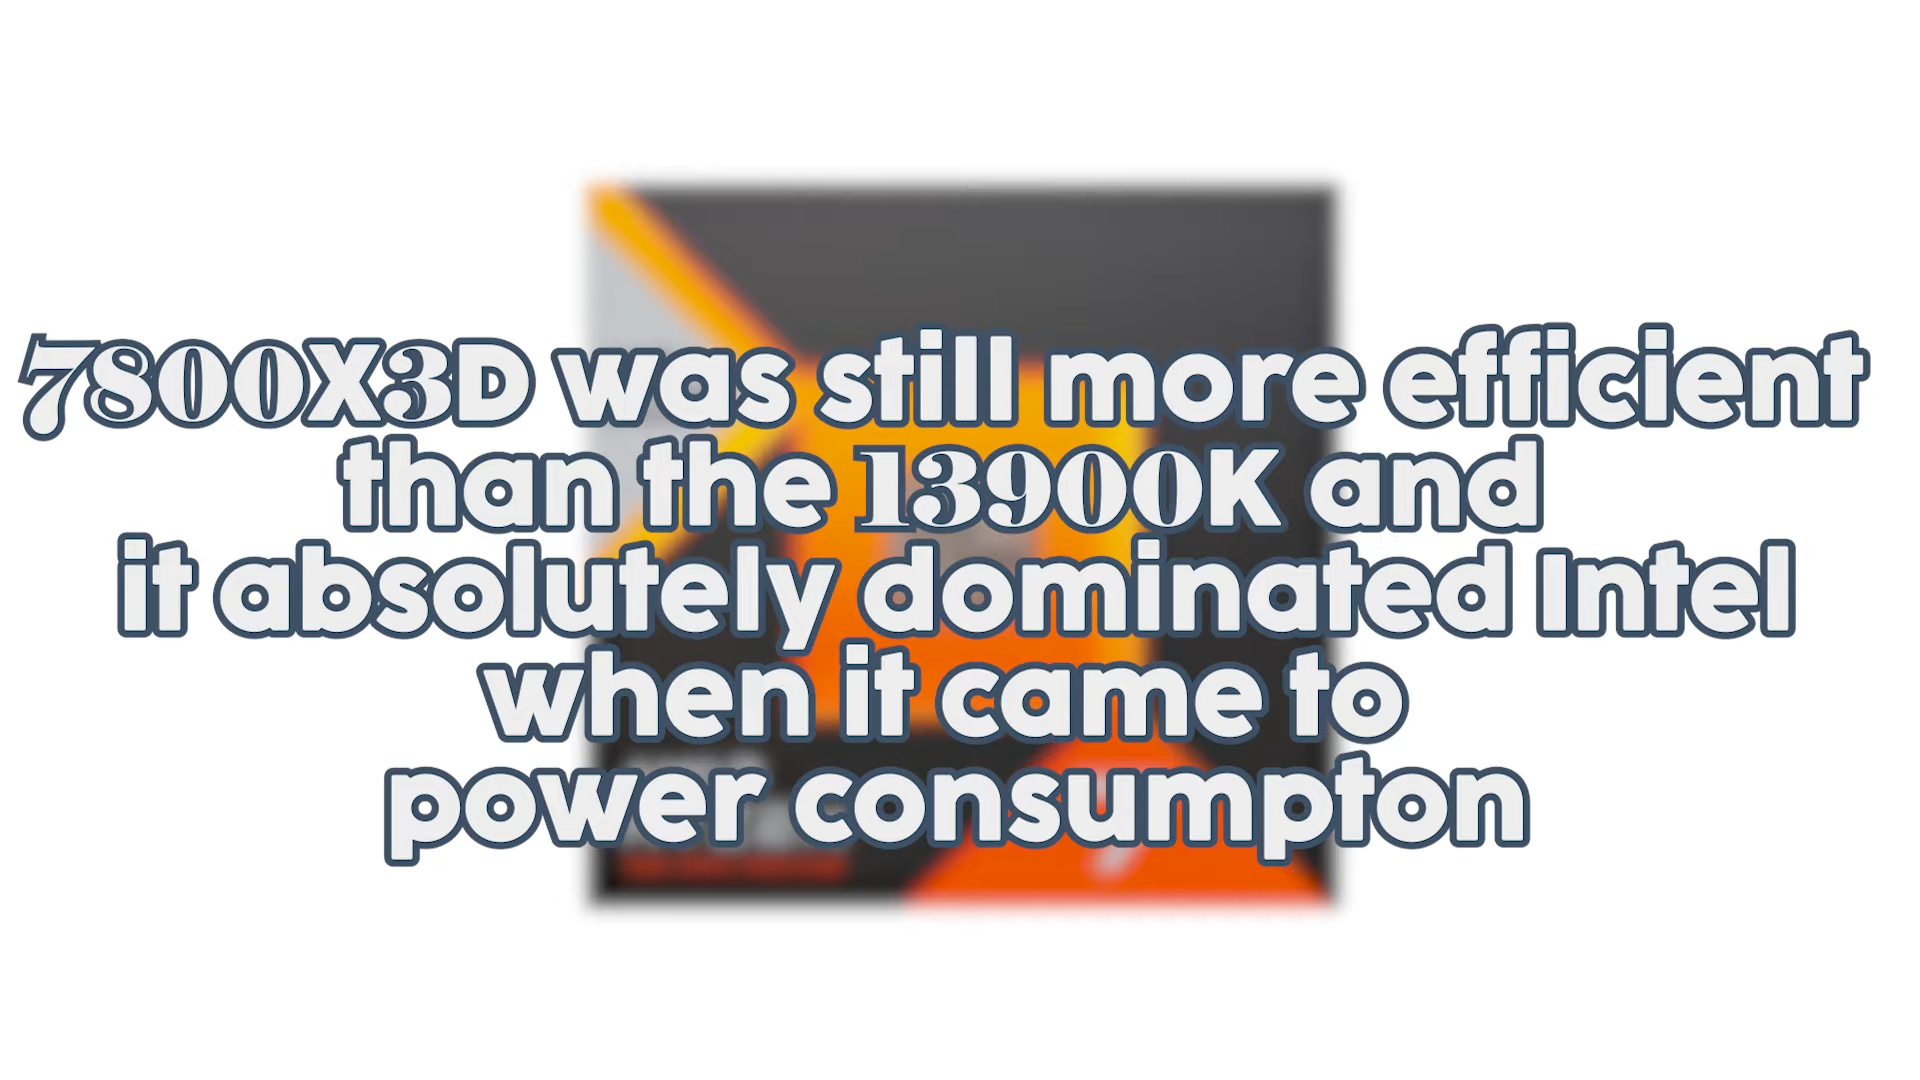 7800X3D was still more efficient
than the 13900K and
it absolutely dominated Intel
when it came to
power consumpton